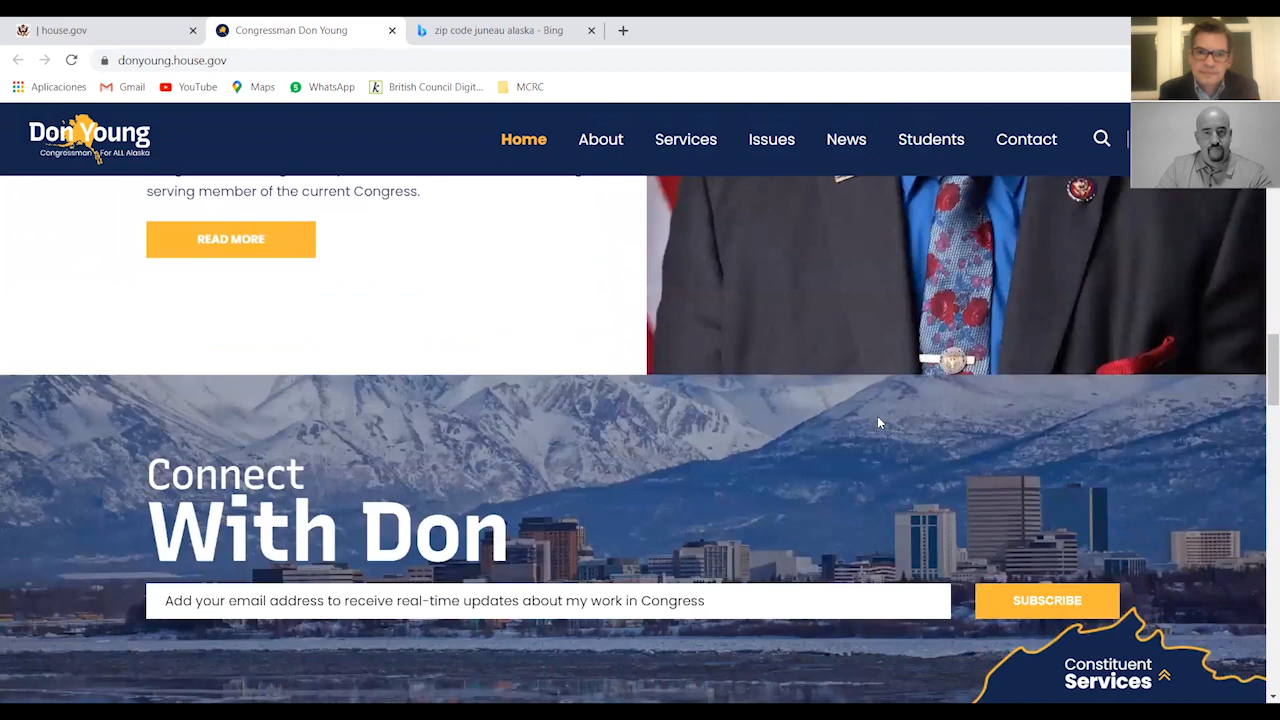 | house.gov
Congressman Don Young
zip code juneau alaska - Bing
donyoung.house.gov
Aplicaciones
Gmail
YouTube
Maps
WhatsApp
British Council Digit...
MCRC
Don Young
Congressman For ALL Alaska
Home
About
Services
Issues
News
Students
Contact
serving member of the current Congress.
READ MORE
Connect
With Don
Add your email address to receive real-time updates about my work in Congress
SUBSCRIBE
Constituent
Services